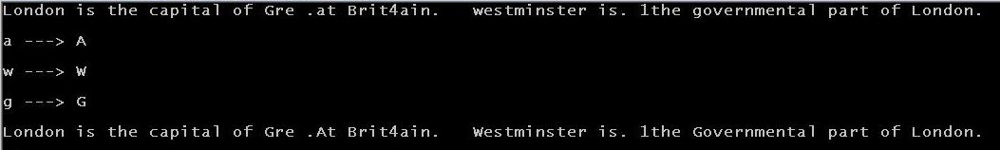 London is the capital of Gre .at Brit4ain.   westminster is. 1the governmental part of London.
a ---> A
w ---> W
g ---> G
London is the capital of Gre .At Brit4ain.   Westminster is. 1the Governmental part of London.